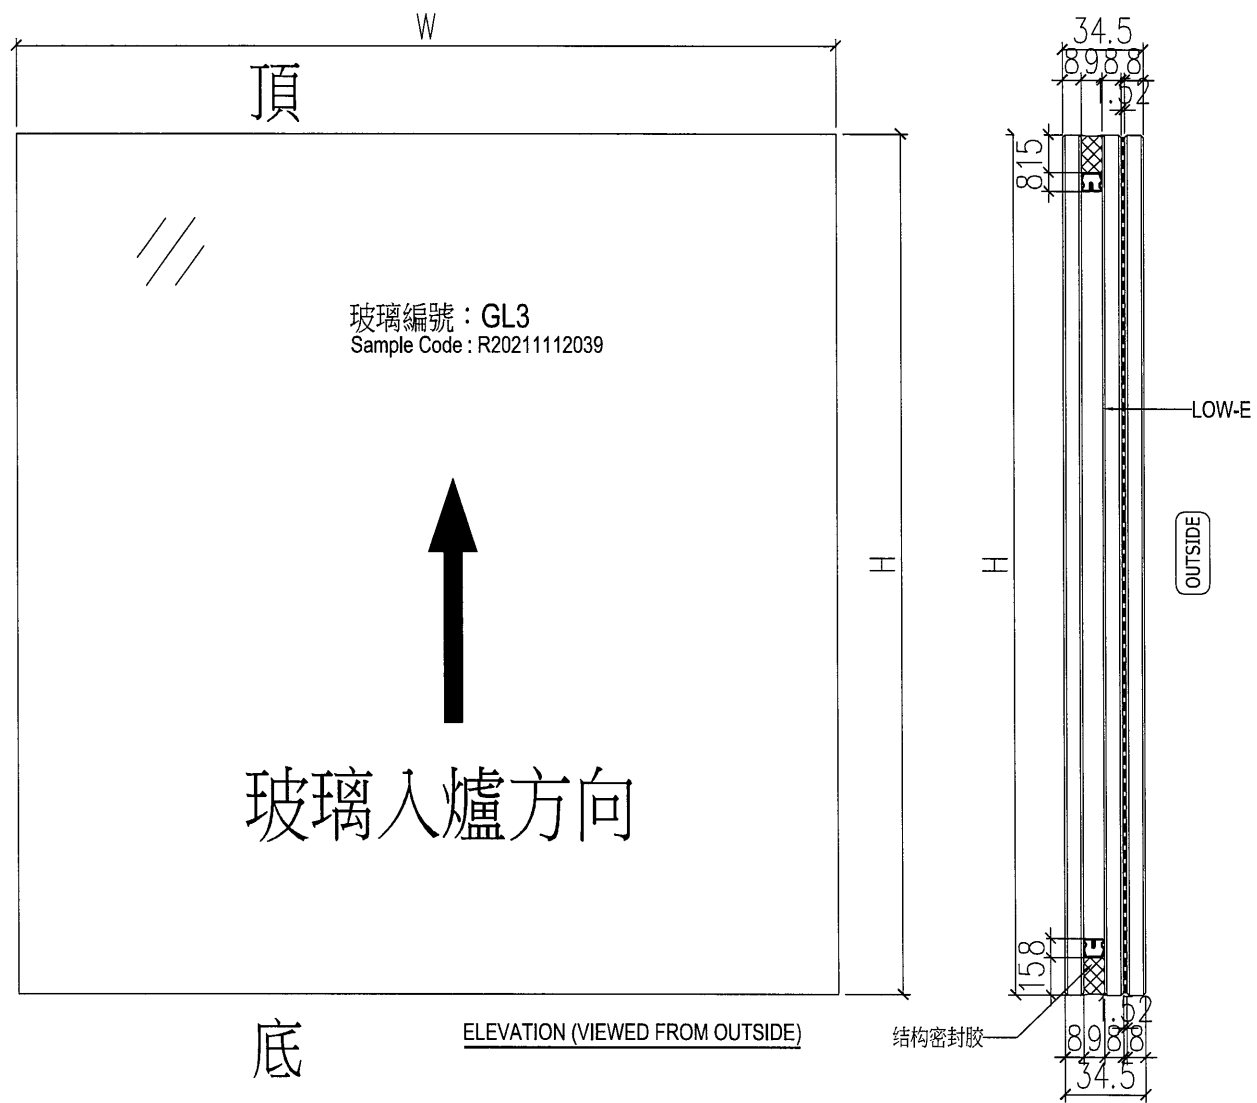 W
頂
玻璃編號：GL3
Sample Code : R20211112039
玻璃入爐方向
H
底
ELEVATION (VIEWED FROM OUTSIDE)
34.5
8 9 8 8
1.52
15
8
H
LOW-E
OUTSIDE
8
15
结构密封胶
1.52
8 9 8 8
34.5